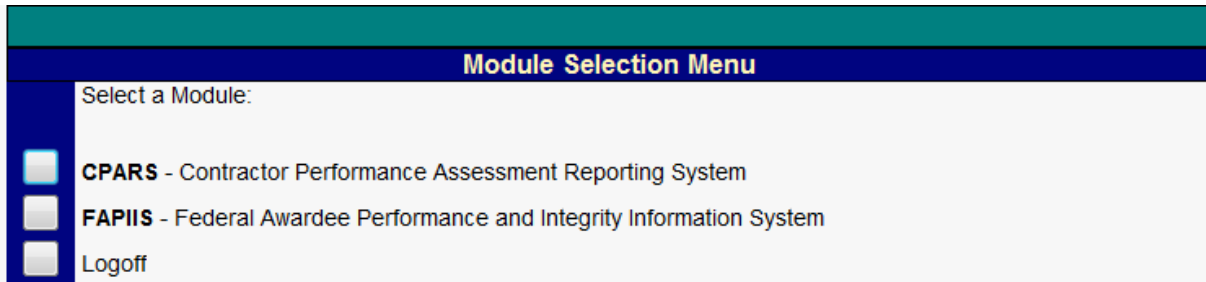 Module Selection Menu
Select a Module:
CPARS - Contractor Performance Assessment Reporting System
FAPIIS - Federal Awardee Performance and Integrity Information System
Logoff